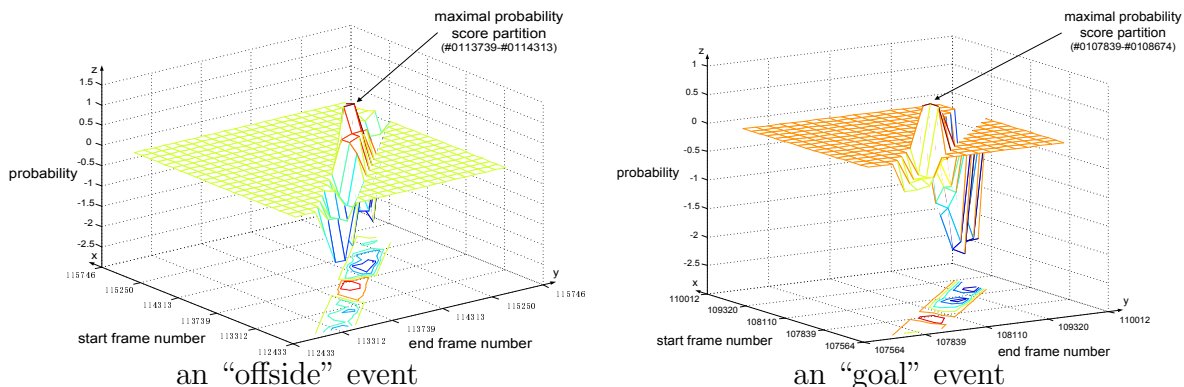 maximal probability
score partition
(#0113739-#0114313)
z
1.5
1
0.5
0
-0.5
-1
-1.5
-2
-2.5
probability
x
115746
115250
114313
113739
113312
112433
start frame number
112433
113312
113739
114313
115250
115746
y
end frame number
an “offside” event
maximal probability
score partition
(#0107839-#0108674)
z
1
0.5
0
-0.5
-1
-1.5
-2
-2.5
probability
x
110012
109320
108110
107839
107564
start frame number
107564
107839
108110
109320
110012
y
end frame number
an “goal” event